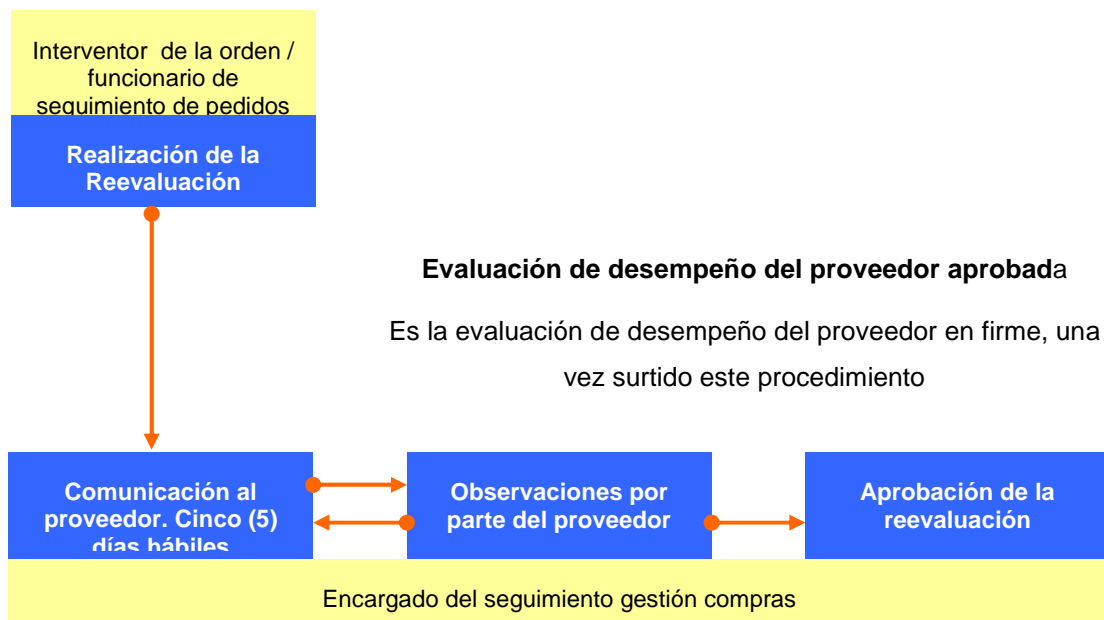 Interventor de la orden /
funcionario de
seguimiento de pedidos
Realización de la
Reevaluación
Evaluación de desempeño del proveedor aprobada
Es la evaluación de desempeño del proveedor en firme, una
vez surtido este procedimiento
Comunicación al
proveedor. Cinco (5)
días hábiles
Observaciones por
parte del proveedor
Aprobación de la
reevaluación
Encargado del seguimiento gestión compras